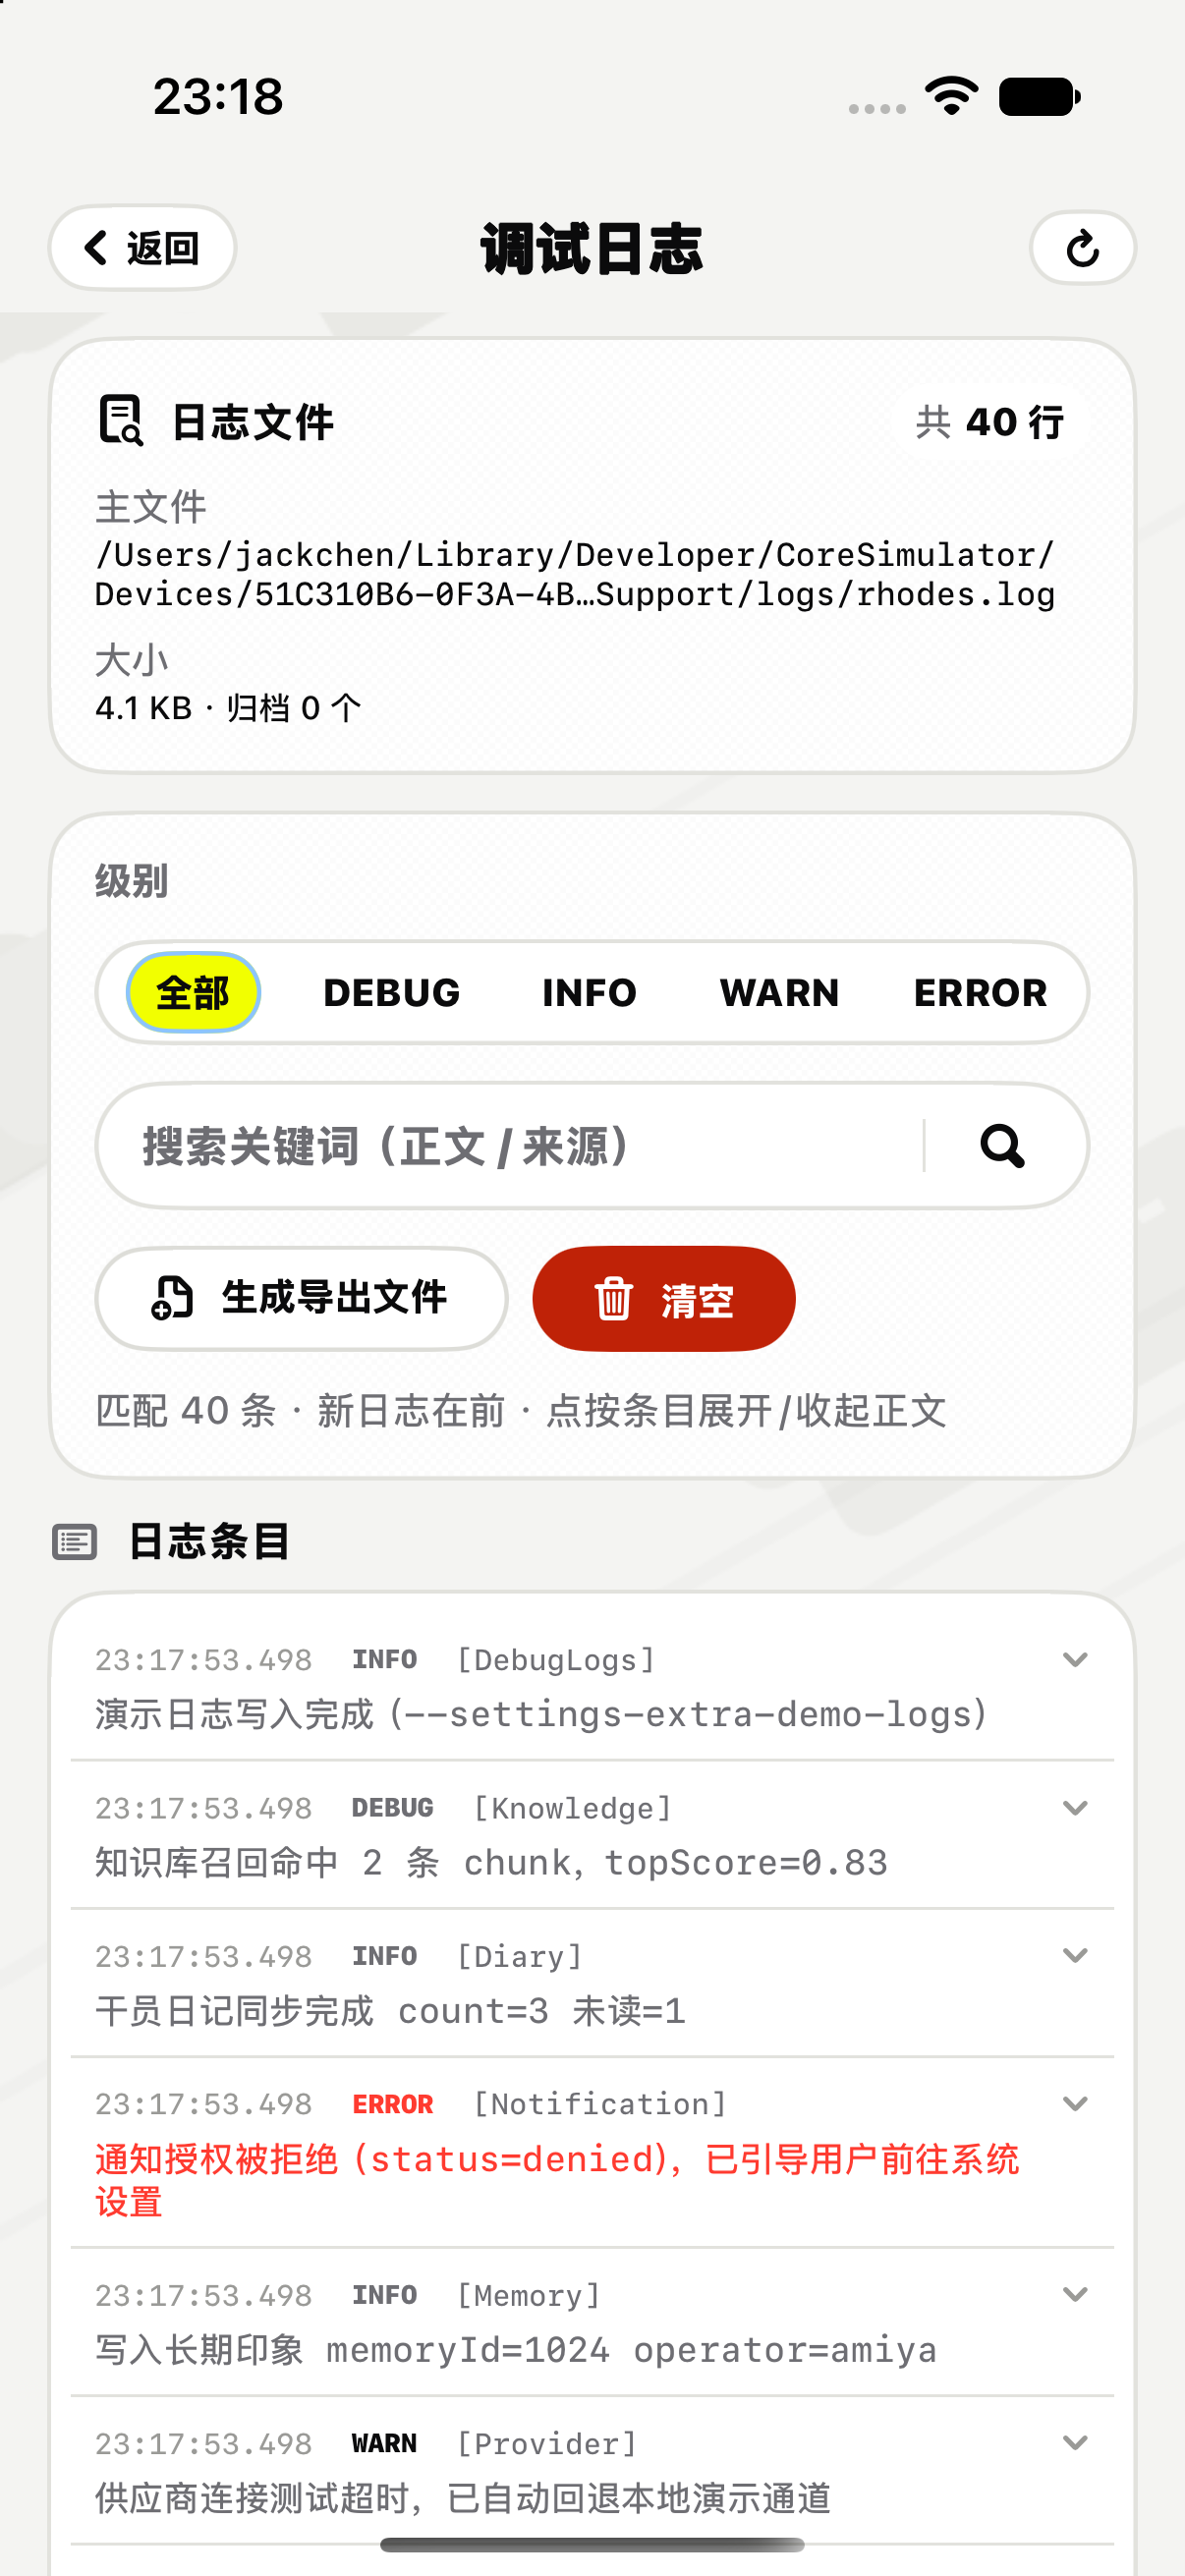 23:18
返回
调试日志
日志文件
共 40 行
主文件
/Users/jackchen/Library/Developer/CoreSimulator/
Devices/51C310B6-0F3A-4B…Support/logs/rhodes.log
大小
4.1 KB · 归档 0 个
级别
全部 DEBUG INFO WARN ERROR
搜索关键词（正文 / 来源）
生成导出文件 清空
匹配 40 条 · 新日志在前 · 点按条目展开/收起正文
日志条目
23:17:53.498 INFO [DebugLogs]
演示日志写入完成（--settings-extra-demo-logs）
23:17:53.498 DEBUG [Knowledge]
知识库召回命中 2 条 chunk，topScore=0.83
23:17:53.498 INFO [Diary]
干员日记同步完成 count=3 未读=1
23:17:53.498 ERROR [Notification]
通知授权被拒绝（status=denied），已引导用户前往系统
设置
23:17:53.498 INFO [Memory]
写入长期印象 memoryId=1024 operator=amiya
23:17:53.498 WARN [Provider]
供应商连接测试超时，已自动回退本地演示通道